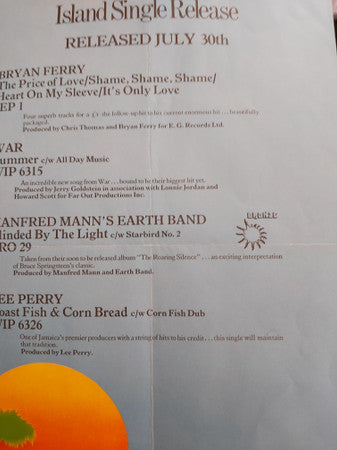 Island Single Release
RELEASED JULY 30th
BRYAN FERRY
The Price of Love/Shame, Shame, Shame/
Heart On My Sleeve/It's Only Love
EP 1
Four superb tracks for a the follow-up hit to his current enormous hit . . . beautifully
packaged.
Produced by Chris Thomas and Bryan Ferry for E. G. Records Ltd.
WAR
ummer c/w All Day Music
WIP 6315
An incredible new song from War . . . bound to be their biggest hit yet.
Produced by Jerry Goldstein in association with Lonnie Jordan and
Howard Scott for Far Out Productions Inc.
MANFRED MANN'S EARTH BAND
linded By The Light c/w Starbird No. 2
BRO 29
BRONZE
Taken from their soon to be released album "The Roaring Silence" . . . an exciting interpretation
of Bruce Springsteen's classic.
Produced by Manfred Mann and Earth Band.
LEE PERRY
oast Fish & Corn Bread c/w Corn Fish Dub
WIP 6326
One of Jamaica's premier producers with a string of hits to his credit . . . this single will maintain
that tradition.
Produced by Lee Perry.